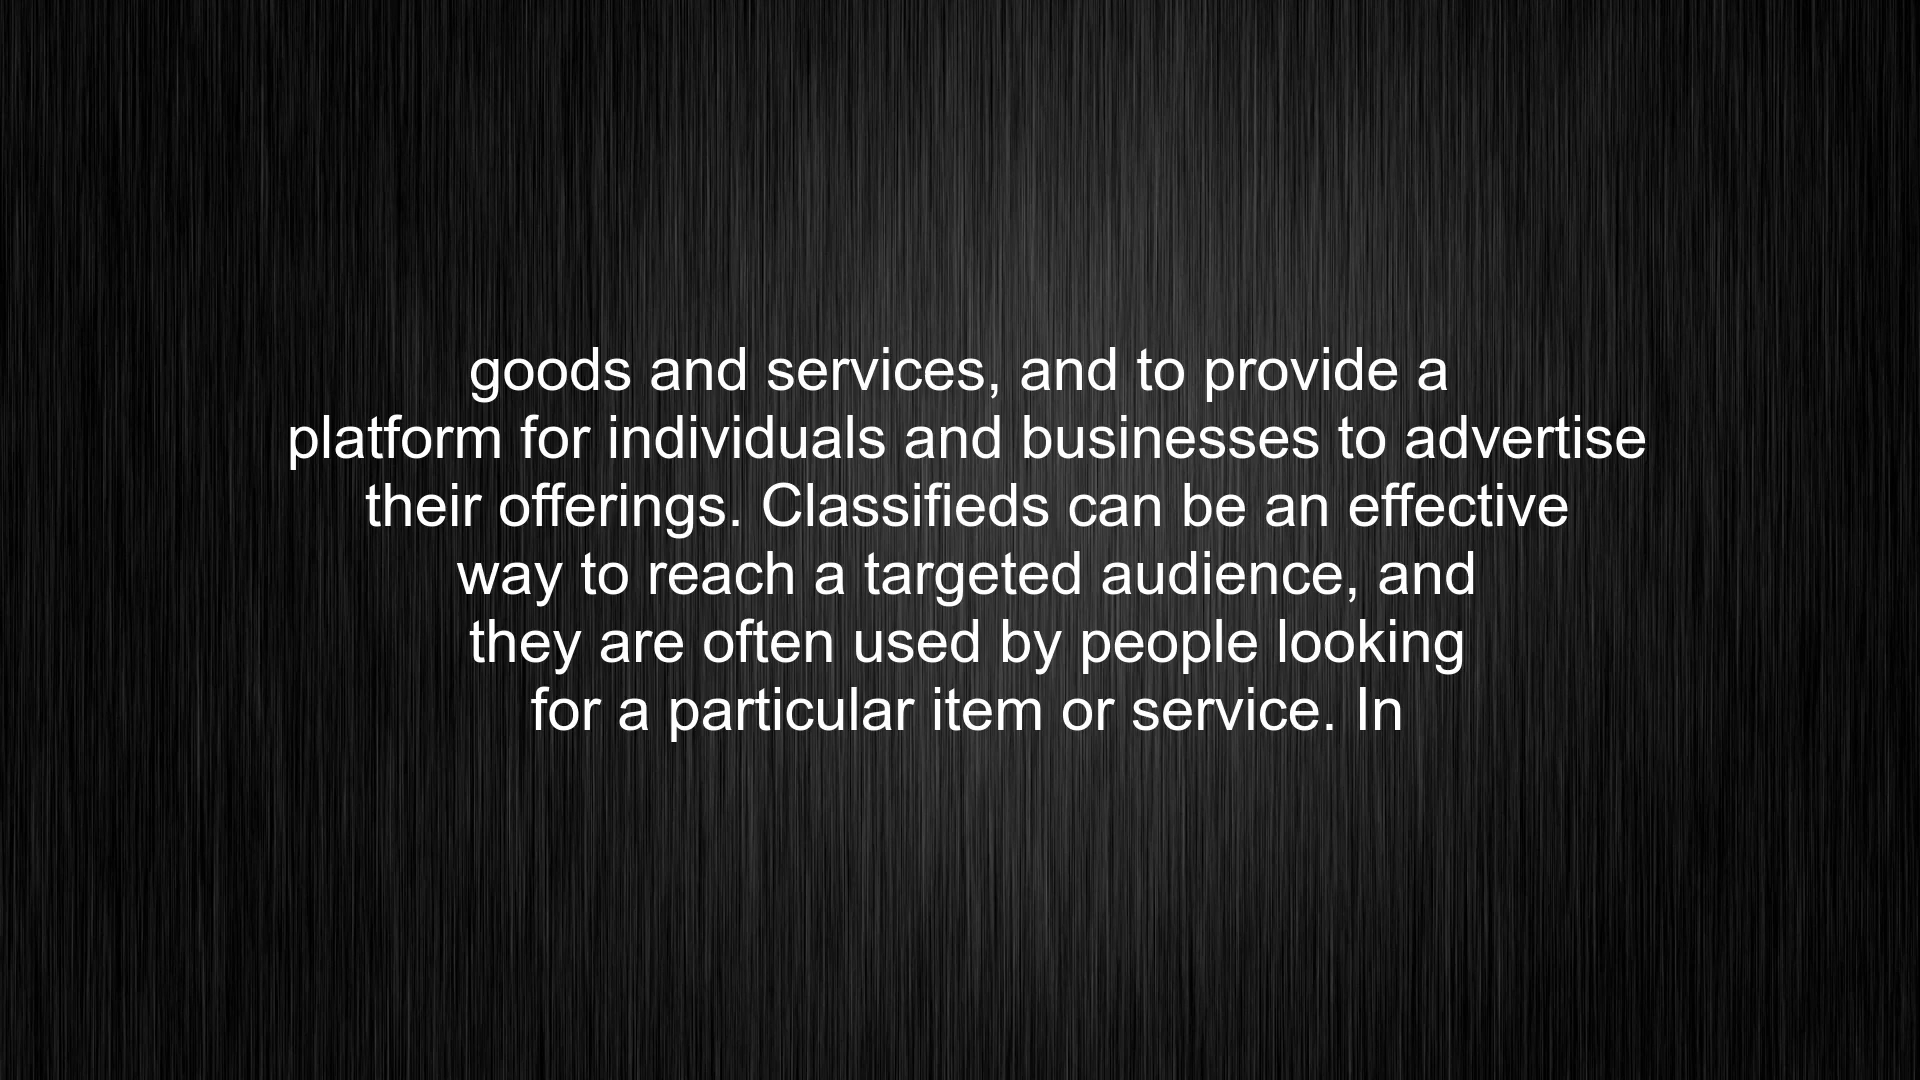 goods and services, and to provide a
platform for individuals and businesses to advertise
their offerings. Classifieds can be an effective
way to reach a targeted audience, and
they are often used by people looking
for a particular item or service. In